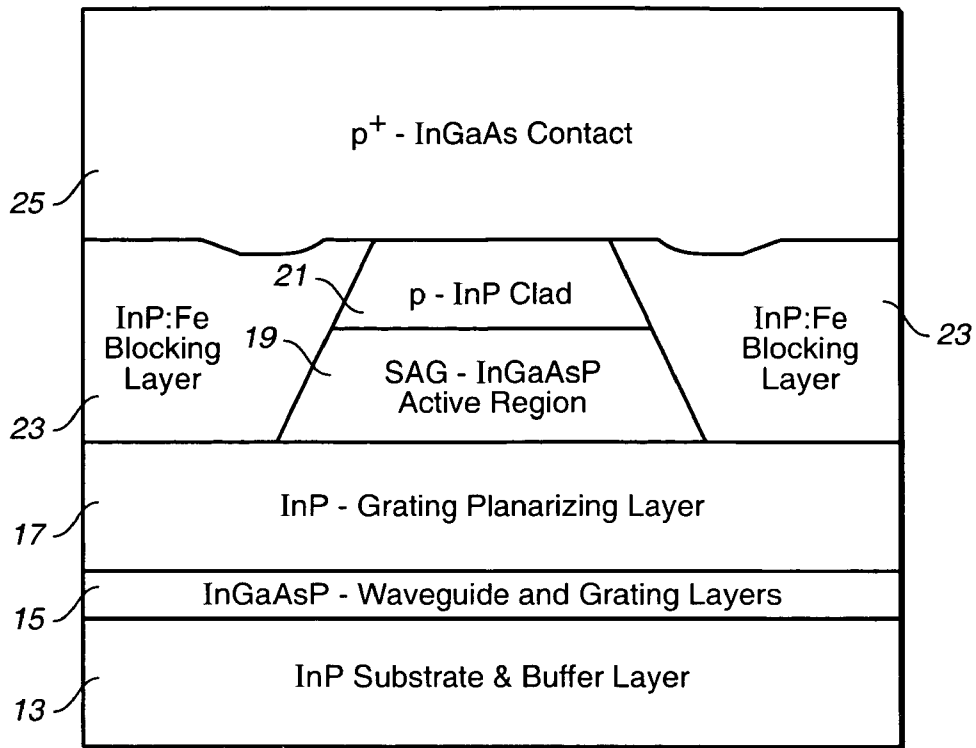 p+ - InGaAs Contact
25
21
p - InP Clad
InP:Fe
Blocking
Layer
19
SAG - InGaAsP
Active Region
InP:Fe
Blocking
Layer
23
23
InP - Grating Planarizing Layer
17
InGaAsP - Waveguide and Grating Layers
15
InP Substrate & Buffer Layer
13